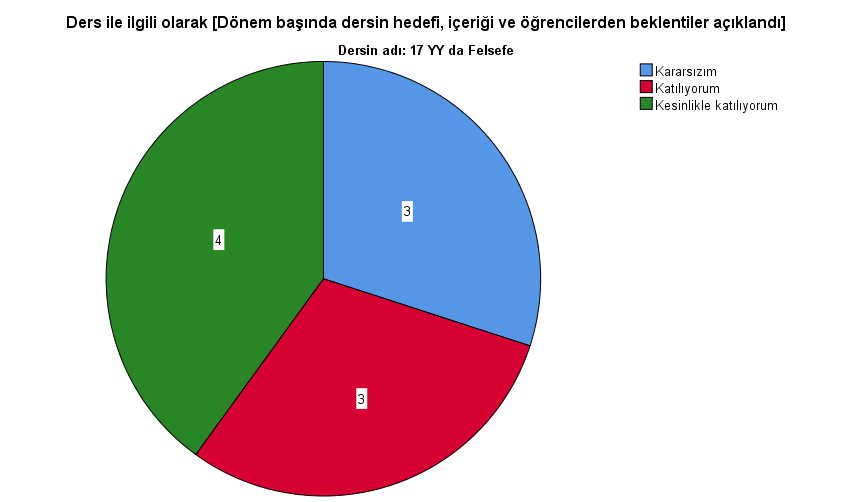 Ders ile ilgili olarak [Dönem başında dersin hedefi, içeriği ve öğrencilerden beklentiler açıklandı]
Dersin adı: 17 YY da Felsefe
Kararsızım
Katılıyorum
Kesinlikle katılıyorum
3
4
3